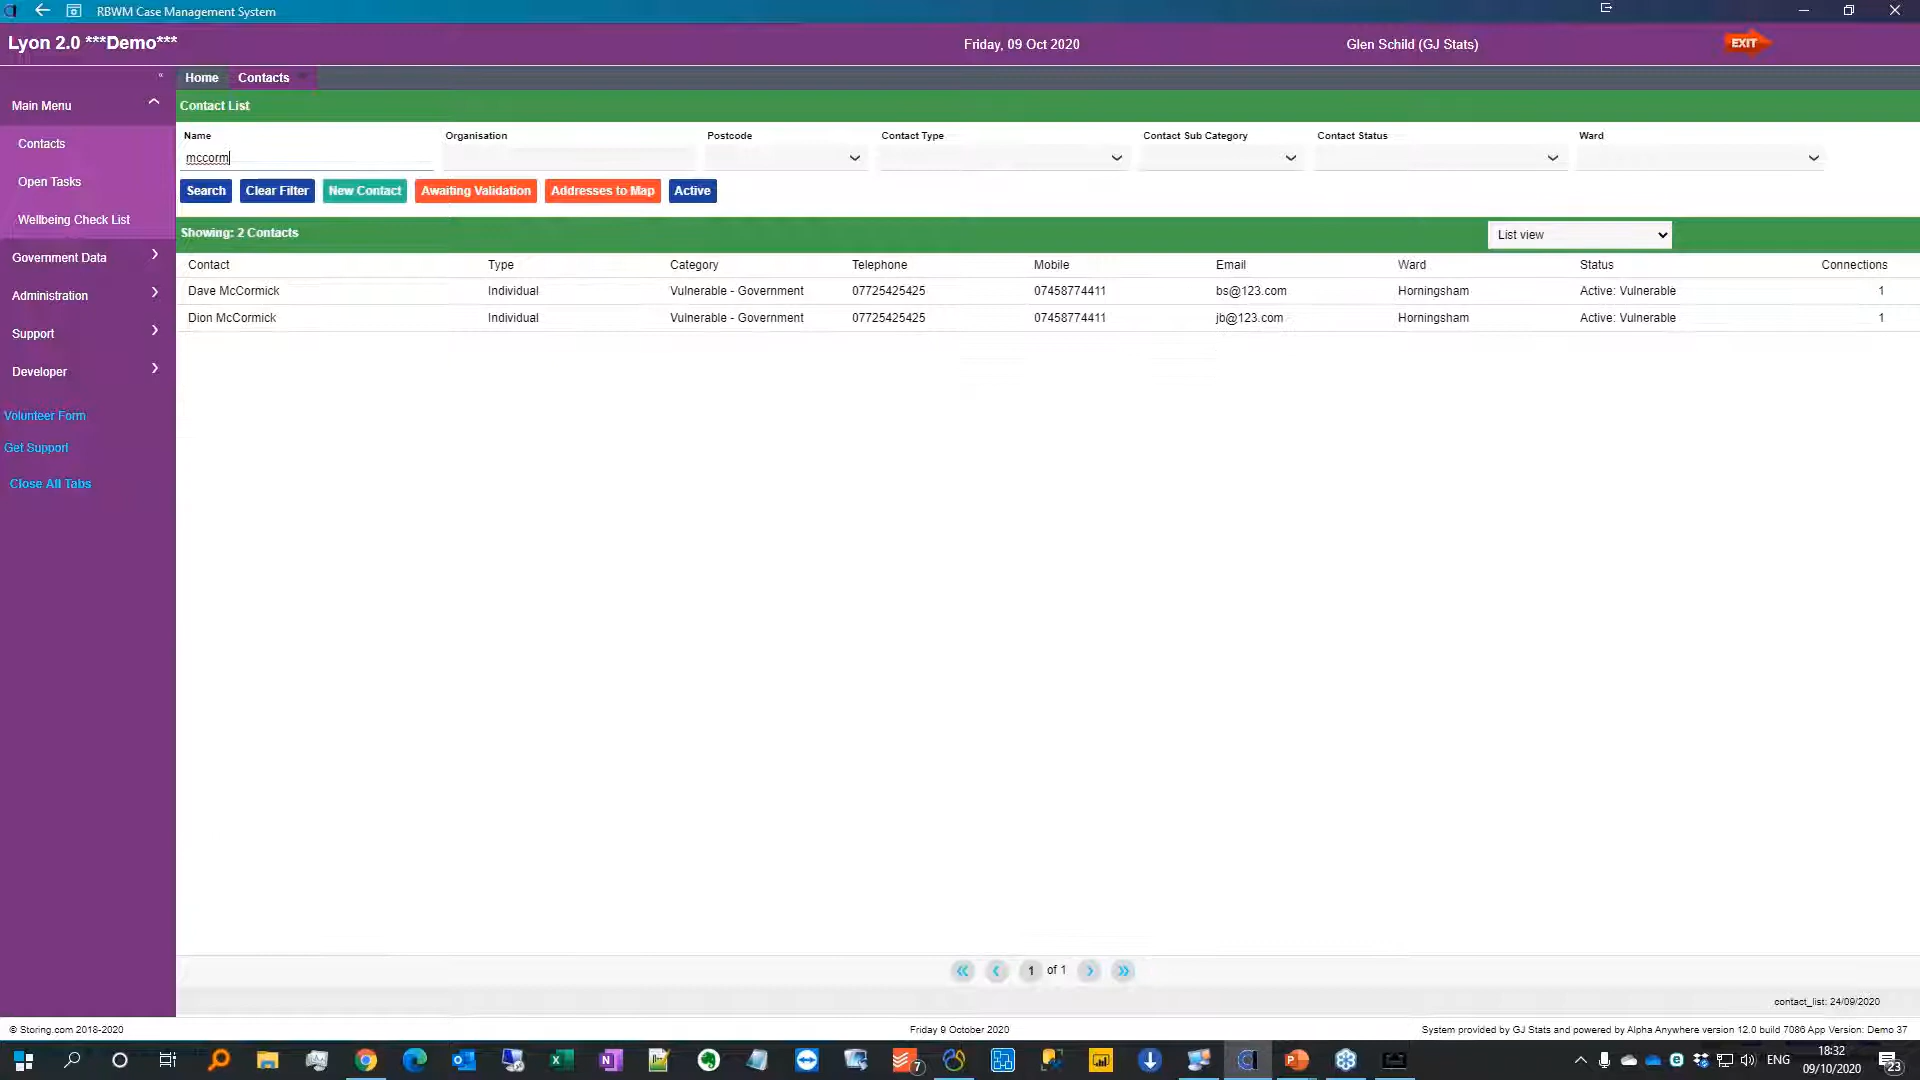 RBWM Case Management System
Lyon 2.0 ***Demo***
Friday, 09 Oct 2020
Glen Schild (GJ Stats)
EXIT
«
Home Contacts
Main Menu
Contacts
Open Tasks
Wellbeing Check List
Government Data
Administration
Support
Developer
Volunteer Form
Get Support
Close All Tabs
Contact List
Name Organisation Postcode Contact Type Contact Sub Category Contact Status Ward
mccorm
Search Clear Filter New Contact Awaiting Validation Addresses to Map Active
Showing: 2 Contacts
List view
Contact Type Category Telephone Mobile Email Ward Status Connections
Dave McCormick Individual Vulnerable - Government 07725425425 07458774411 bs@123.com Horningsham Active: Vulnerable 1
Dion McCormick Individual Vulnerable - Government 07725425425 07458774411 jb@123.com Horningsham Active: Vulnerable 1
« ‹ 1 of 1 › »
contact_list: 24/09/2020
© Storing.com 2018-2020
Friday 9 October 2020
System provided by GJ Stats and powered by Alpha Anywhere version 12.0 build 7086 App Version: Demo 37
7
ENG
18:32
09/10/2020
23